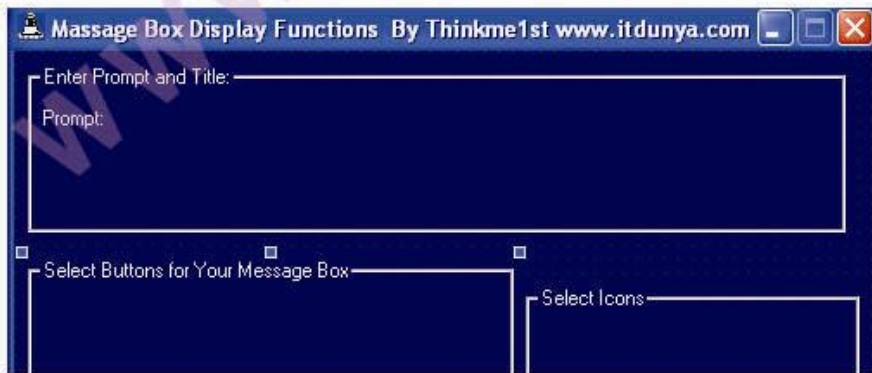 Massage Box Display Functions By Thinkme1st www.itdunya.com
Enter Prompt and Title:
Prompt:
Select Buttons for Your Message Box
Select Icons